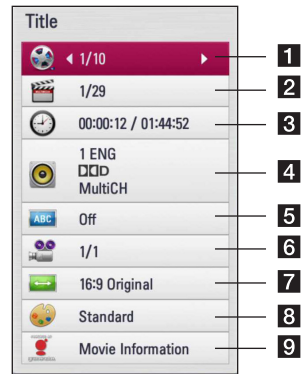 Title
1/10 1
1/29 2
00:00:12 / 01:44:52 3
1 ENG
DD D
MultiCH 4
ABC Off 5
1/1 6
16:9 Original 7
Standard 8
Movie Information 9